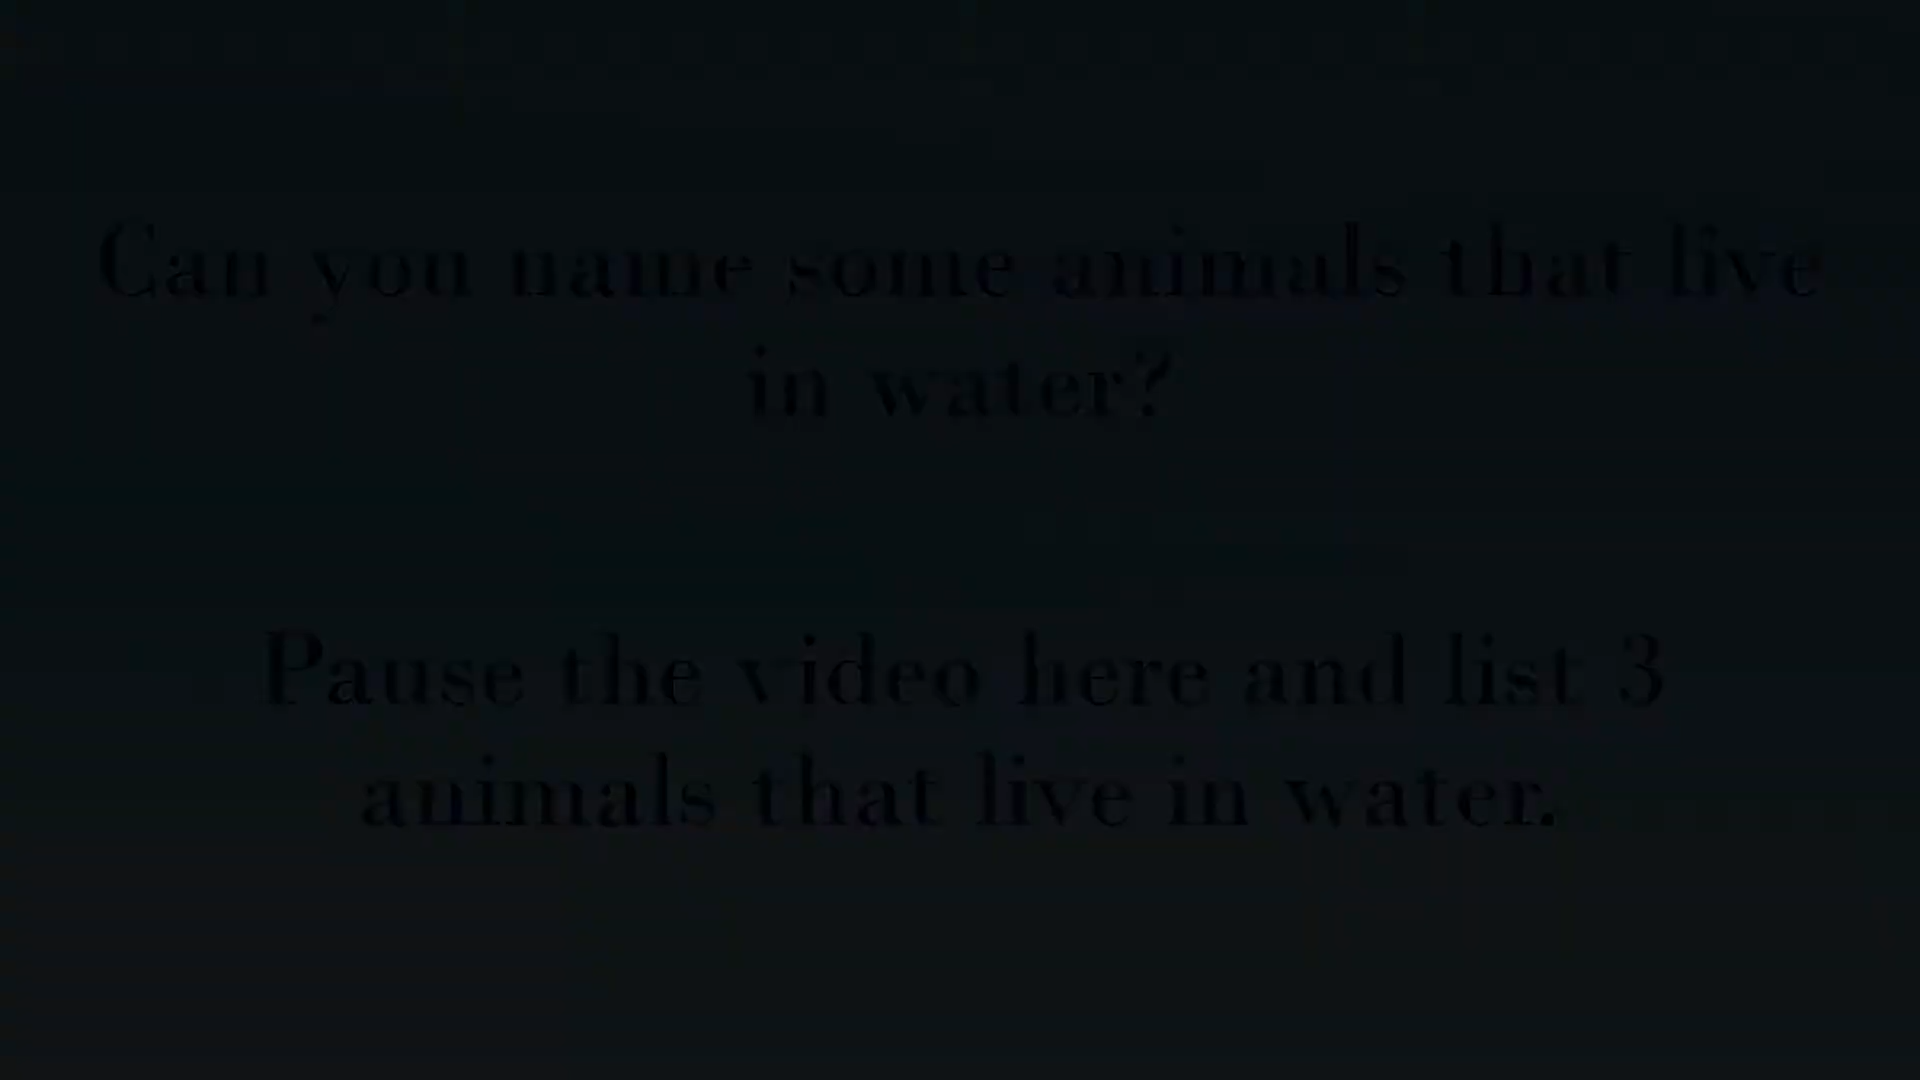 Can you name some animals that live
in water?
Pause the video here and list 3
animals that live in water.